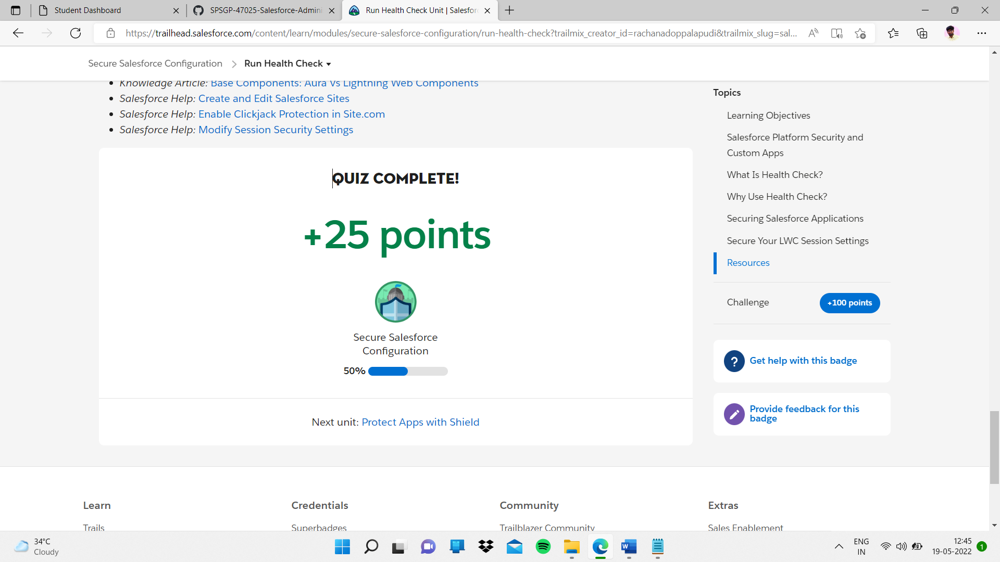 Student Dashboard
SPSGP-47025-Salesforce-Admini
Run Health Check Unit | Salesfor
https://trailhead.salesforce.com/content/learn/modules/secure-salesforce-configuration/run-health-check?trailmix_creator_id=rachanadoppalapudi&trailmix_slug=sal...
Secure Salesforce Configuration
Run Health Check
Knowledge Article: Base Components: Aura Vs Lightning Web Components
Salesforce Help: Create and Edit Salesforce Sites
Salesforce Help: Enable Clickjack Protection in Site.com
Salesforce Help: Modify Session Security Settings
QUIZ COMPLETE!
+25 points
Secure Salesforce
Configuration
50%
Next unit: Protect Apps with Shield
Topics
Learning Objectives
Salesforce Platform Security and
Custom Apps
What Is Health Check?
Why Use Health Check?
Securing Salesforce Applications
Secure Your LWC Session Settings
Resources
Challenge
+100 points
? Get help with this badge
Provide feedback for this
badge
Learn
Trails
Credentials
Superbadges
Community
Trailblazer Community
Extras
Sales Enablement
34°C
Cloudy
W
ENG
IN
12:45
19-05-2022
1